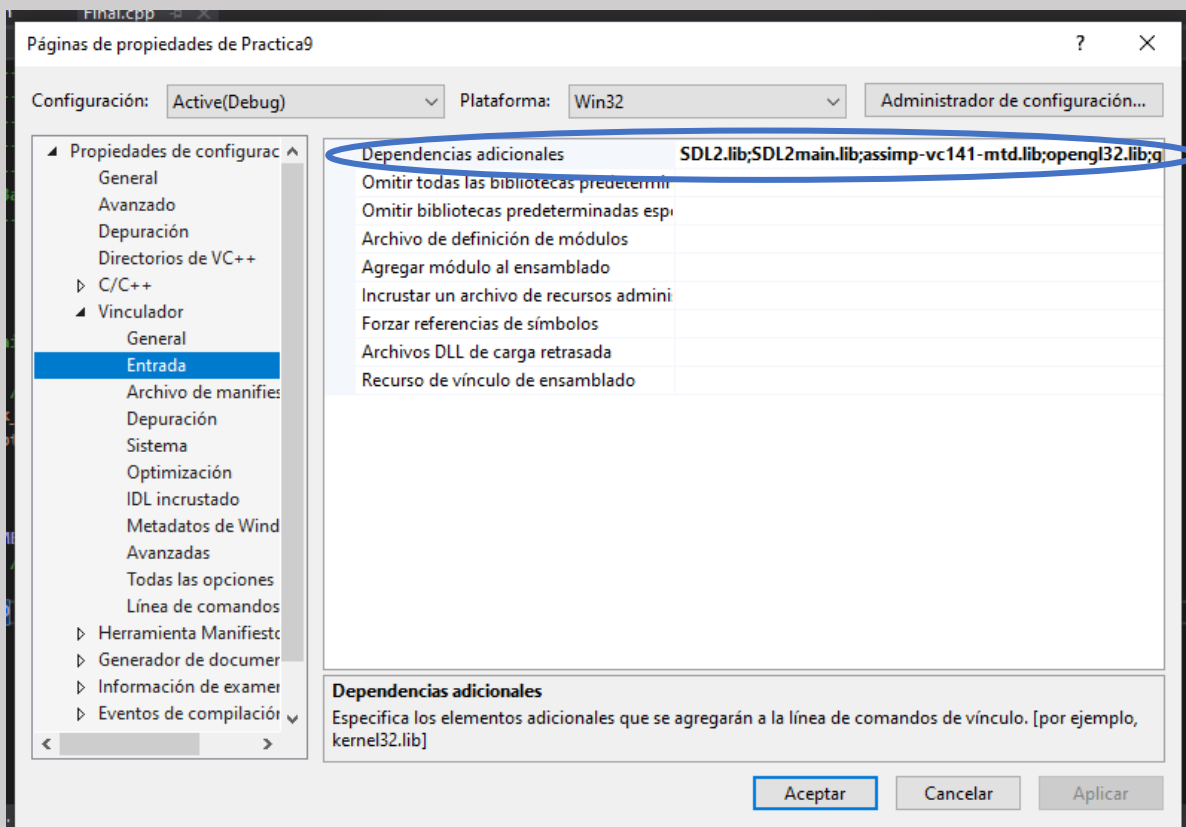 Final.cpp
Páginas de propiedades de Practica9
?
Configuración:
Active(Debug)
Plataforma:
Win32
Administrador de configuración...
Propiedades de configurac
General
Avanzado
Depuración
Directorios de VC++
C/C++
Vinculador
General
Entrada
Archivo de manifies
Depuración
Sistema
Optimización
IDL incrustado
Metadatos de Wind
Avanzadas
Todas las opciones
Línea de comandos
Herramienta Manifiesto
Generador de documer
Información de examer
Eventos de compilación
Dependencias adicionales SDL2.lib;SDL2main.lib;assimp-vc141-mtd.lib;opengl32.lib;g
Omitir todas las bibliotecas predetermin
Omitir bibliotecas predeterminadas espe
Archivo de definición de módulos
Agregar módulo al ensamblado
Incrustar un archivo de recursos admini
Forzar referencias de símbolos
Archivos DLL de carga retrasada
Recurso de vínculo de ensamblado
Dependencias adicionales
Especifica los elementos adicionales que se agregarán a la línea de comandos de vínculo. [por ejemplo,
kernel32.lib]
Aceptar
Cancelar
Aplicar